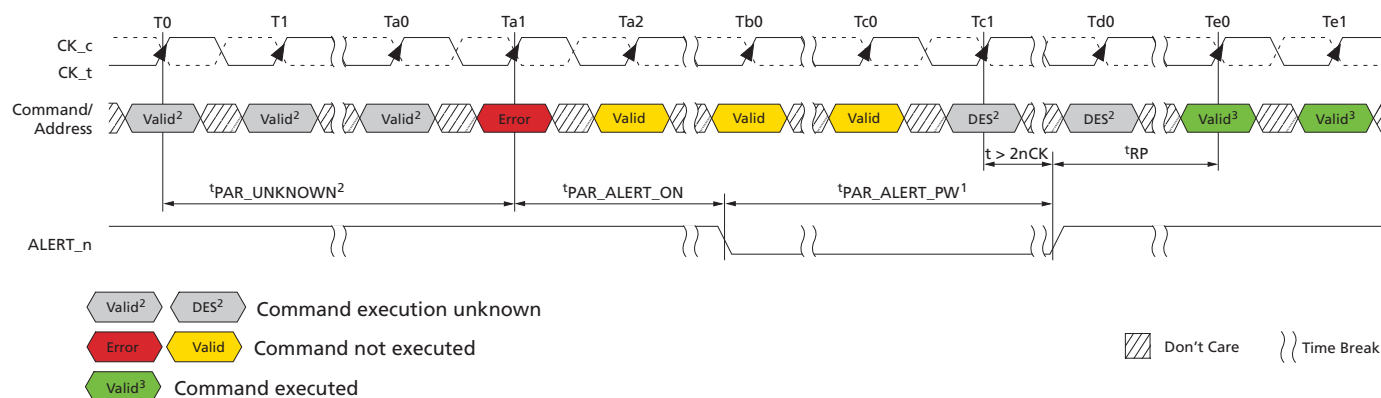 T0 T1 Ta0 Ta1 Ta2 Tb0 Tc0 Tc1 Td0 Te0 Te1
CK_c
CK_t
Command/
Address
Valid² Valid² Valid² Error Valid Valid Valid DES² DES² Valid³ Valid³
t > 2nCK ᵗRP
ᵗPAR_UNKNOWN² ᵗPAR_ALERT_ON ᵗPAR_ALERT_PW¹
ALERT_n
Valid² DES² Command execution unknown
Error Valid Command not executed
Valid³ Command executed
Don't Care Time Break